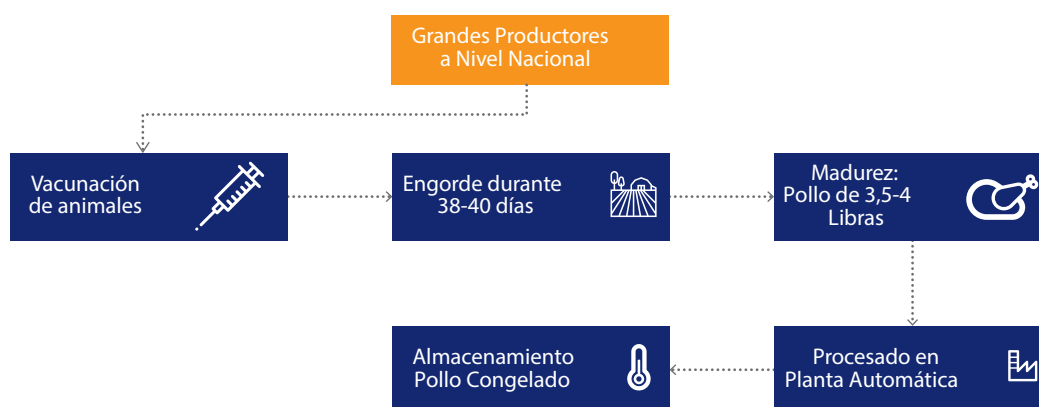 Grandes Productores
a Nivel Nacional
Vacunación
de animales
Engorde durante
38-40 días
Madurez:
Pollo de 3,5-4
Libras
Procesado en
Planta Automática
Almacenamiento
Pollo Congelado